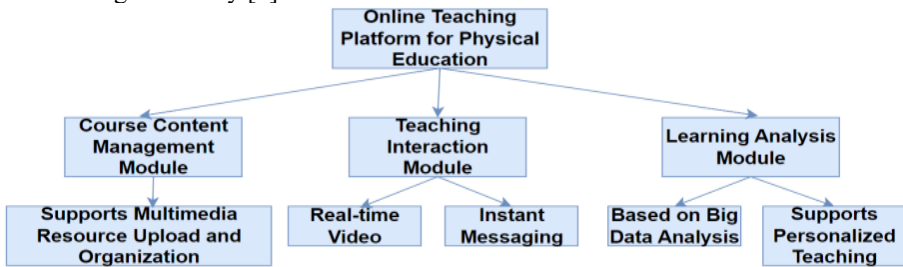 Online Teaching
Platform for Physical
Education
Course Content
Management
Module
Teaching
Interaction
Module
Learning Analysis
Module
Supports Multimedia
Resource Upload and
Organization
Real-time
Video
Instant
Messaging
Based on Big
Data Analysis
Supports
Personalized
Teaching